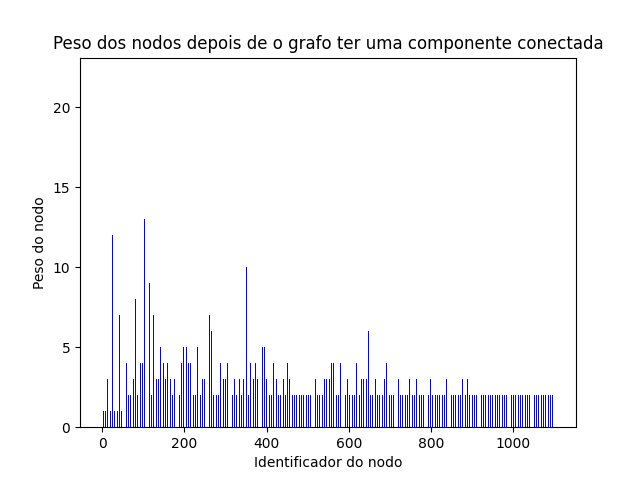 Peso dos nodos depois de o grafo ter uma componente conectada
20
15
10
5
0
Peso do nodo
0 200 400 600 800 1000
Identificador do nodo